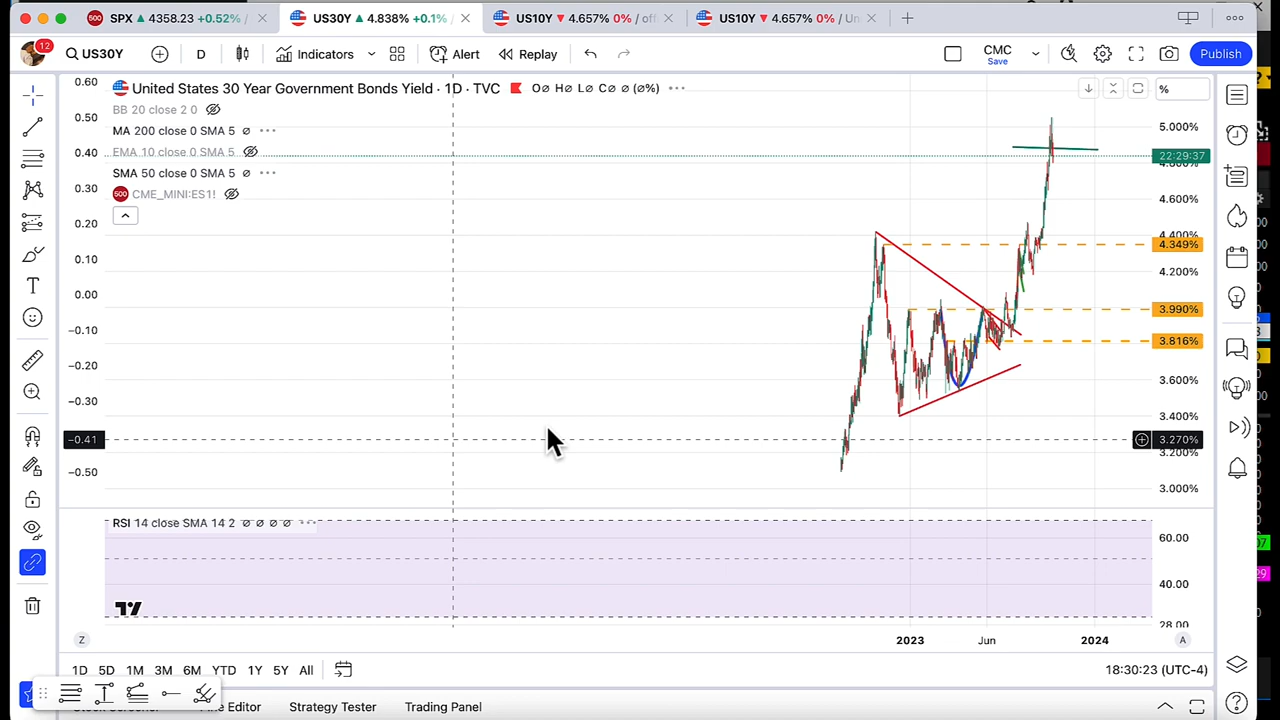 SPX 4358.23 +0.52% /
US30Y 4.838% +0.1%
US10Y 4.657% 0% / off
US10Y 4.657% 0% / Un
12
US30Y
D
Indicators
Alert
Replay
CMC
Save
Publish
United States 30 Year Government Bonds Yield · 1D · TVC
O∅ H∅ L∅ C∅ ∅ (∅%)
%
BB 20 close 2 0
MA 200 close 0 SMA 5 ∅
EMA 10 close 0 SMA 5
SMA 50 close 0 SMA 5 ∅
500 CME_MINI:ES1!
0.60
0.50
0.40
0.30
0.20
0.10
0.00
−0.10
−0.20
−0.30
−0.41
−0.50
5.000%
22:29:37
4.800%
4.600%
4.400%
4.349%
4.200%
3.990%
3.816%
3.600%
3.400%
3.270%
3.200%
3.000%
RSI 14 close SMA 14 2 ∅ ∅ ∅ ∅
60.00
40.00
28.00
Z
2023
Jun
2024
A
1D 5D 1M 3M 6M YTD 1Y 5Y All
18:30:23 (UTC-4)
Editor
Strategy Tester
Trading Panel